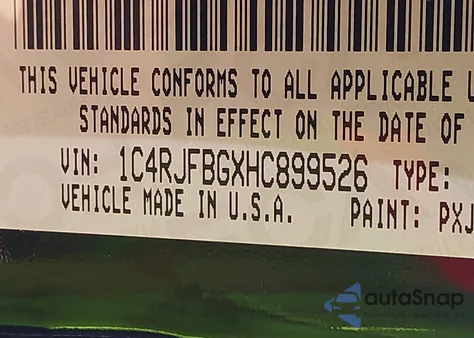 THIS VEHICLE CONFORMS TO ALL APPLICABLE
STANDARDS IN EFFECT ON THE DATE OF
VIN: 1C4RJFBGXHC899526 TYPE:
VEHICLE MADE IN U.S.A. PAINT: PXJ
autaSnap